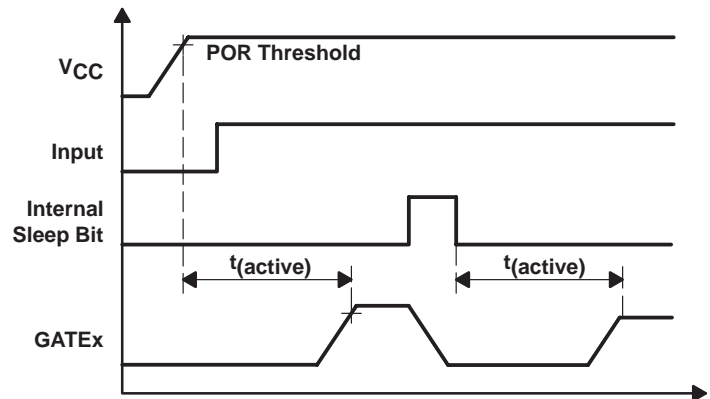 VCC
POR Threshold
Input
Internal
Sleep Bit
t(active)
t(active)
GATEx